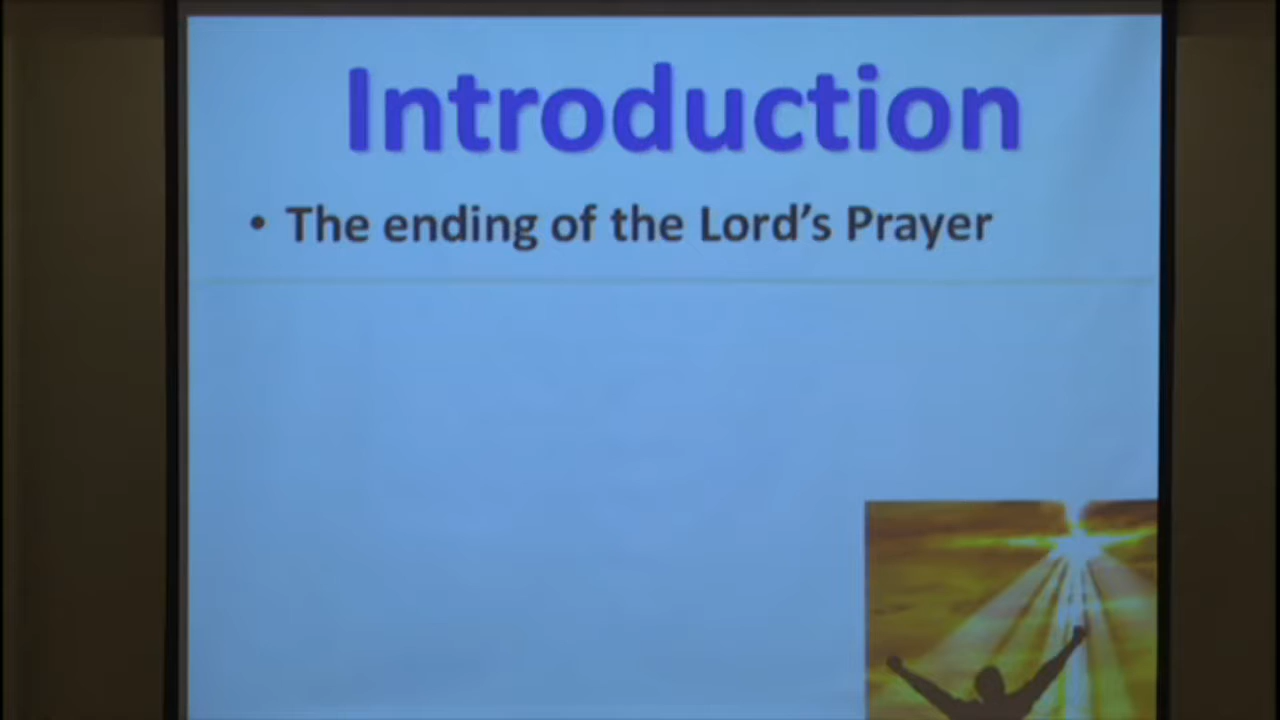 Introduction
• The ending of the Lord’s Prayer